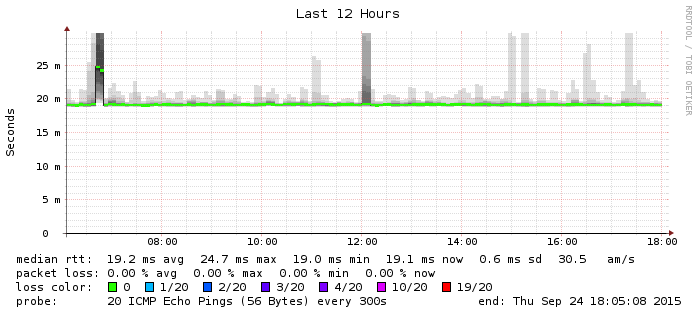 Last 12 Hours
RRDTOOL / TOBI OETIKER
Seconds
25 m
20 m
15 m
10 m
5 m
0
08:00 10:00 12:00 14:00 16:00 18:00
median rtt: 19.2 ms avg 24.7 ms max 19.0 ms min 19.1 ms now 0.6 ms sd 30.5 am/s
packet loss: 0.00 % avg 0.00 % max 0.00 % min 0.00 % now
loss color: 0 1/20 2/20 3/20 4/20 10/20 19/20
probe: 20 ICMP Echo Pings (56 Bytes) every 300s end: Thu Sep 24 18:05:08 2015